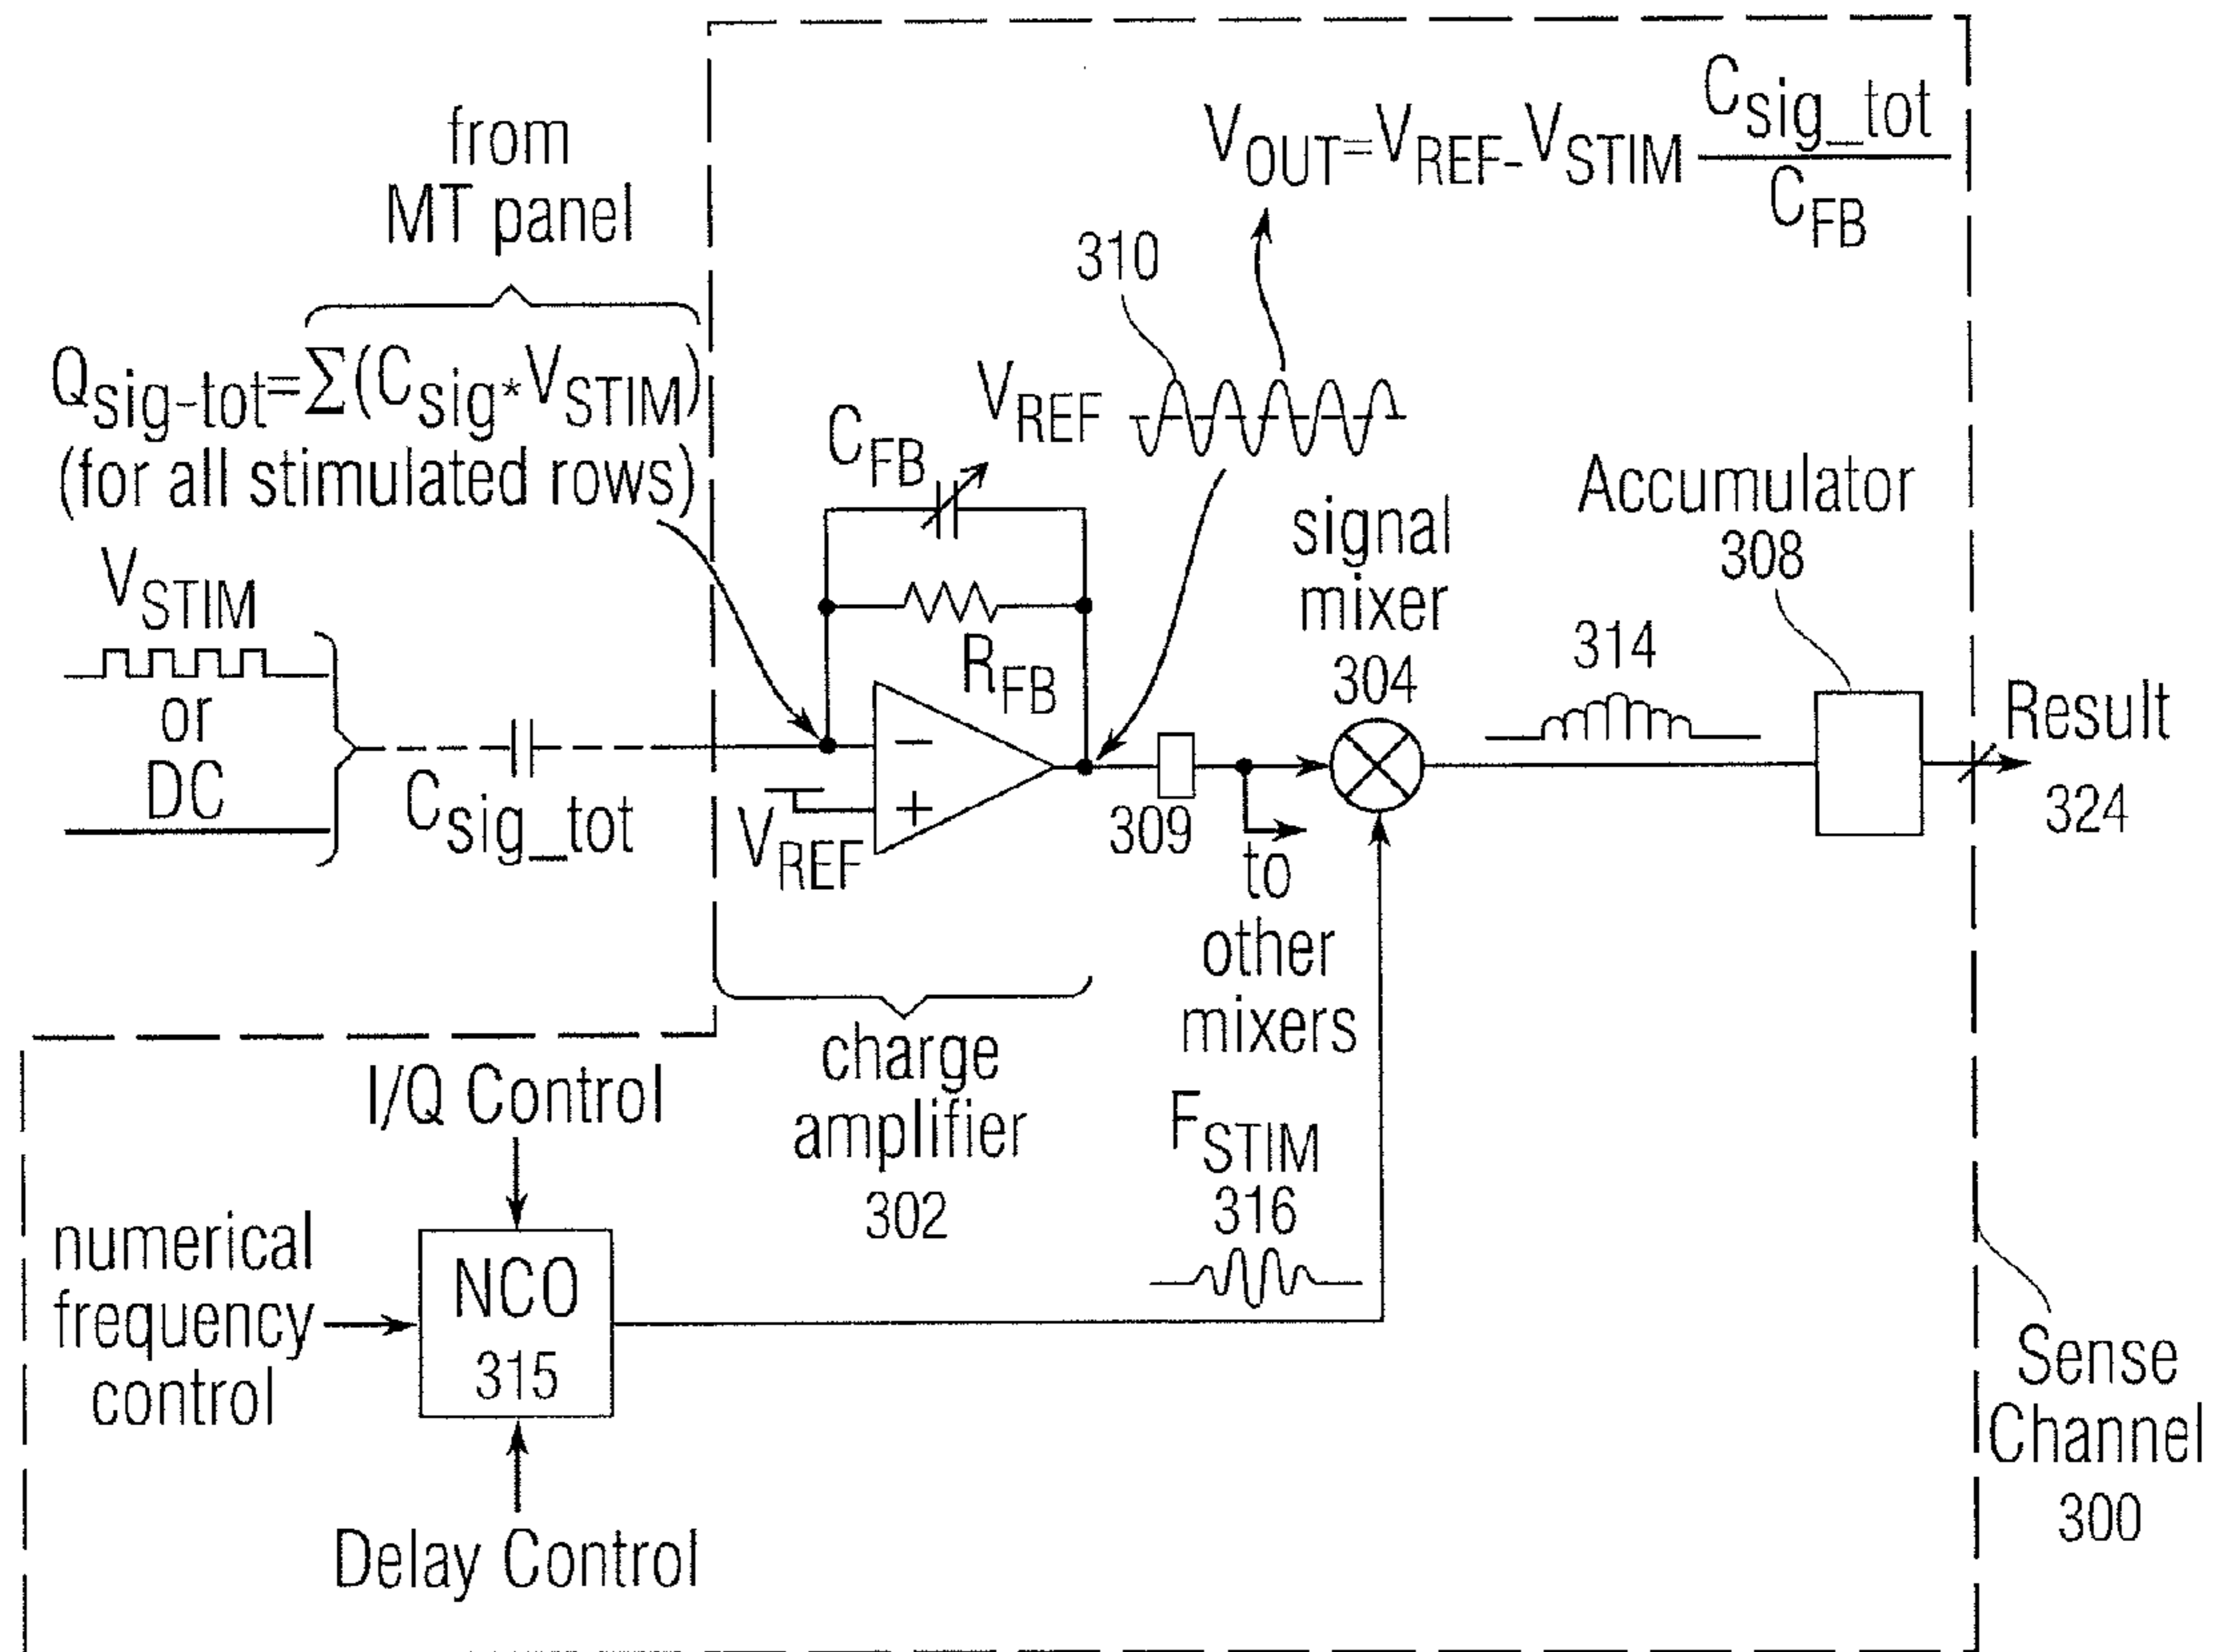 from
MT panel
Q_sig-tot=Σ(C_sig*V_STIM)
(for all stimulated rows)
V_STIM
or
DC
C_sig_tot
V_OUT=V_REF-V_STIM C_sig_tot/C_FB
310
V_REF
C_FB
R_FB
−
+
V_REF
309
to
other
mixers
signal
mixer
304
Accumulator
308
314
Result
324
charge
amplifier
302
F_STIM
316
I/Q Control
numerical
frequency
control
NCO
315
Delay Control
Sense
Channel
300